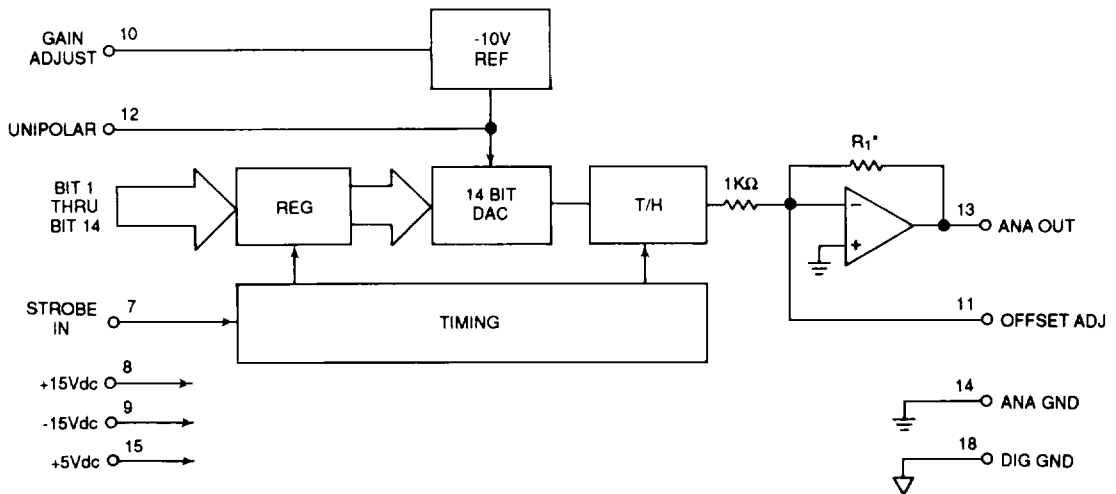 GAIN
ADJUST
10
-10V
REF
UNIPOLAR
12
BIT 1
THRU
BIT 14
REG
14 BIT
DAC
T/H
1KΩ
R1*
−
+
13
ANA OUT
STROBE
IN
7
TIMING
11
OFFSET ADJ
+15Vdc
8
-15Vdc
9
+5Vdc
15
14
ANA GND
18
DIG GND